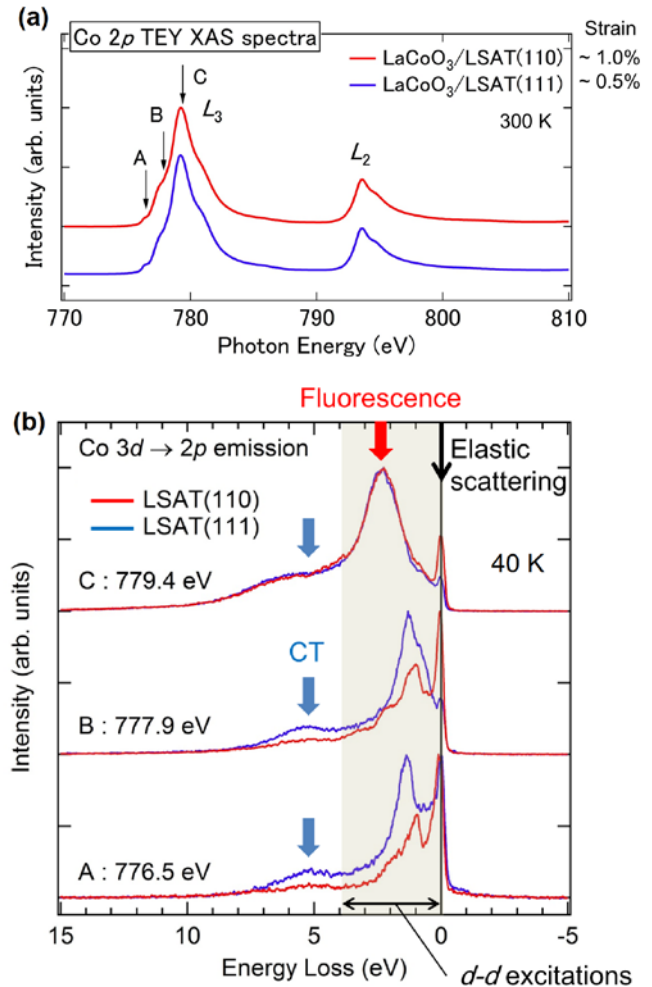 (a)
Co 2p TEY XAS spectra
Strain
LaCoO₃/LSAT(110) ~ 1.0%
LaCoO₃/LSAT(111) ~ 0.5%
300 K
A
B
C
L₃
L₂
Intensity (arb. units)
770 780 790 800 810
Photon Energy (eV)
(b)
Fluorescence
Co 3d → 2p emission
Elastic
scattering
LSAT(110)
LSAT(111)
40 K
C : 779.4 eV
CT
B : 777.9 eV
A : 776.5 eV
Intensity (arb. units)
15 10 5 0 -5
Energy Loss (eV)
d-d excitations